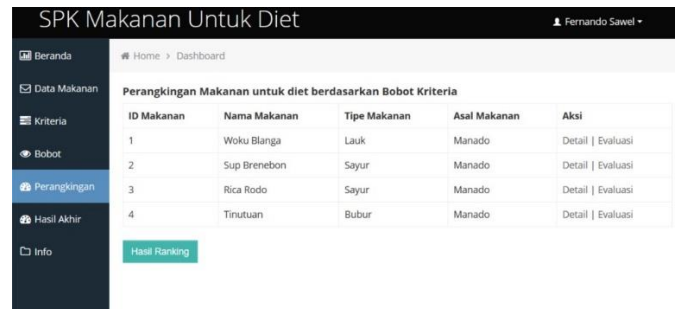 SPK Makanan Untuk Diet
Fernando Sawel
Beranda
Data Makanan
Kriteria
Bobot
Perangkingan
Hasil Akhir
Info
Home > Dashboard
Perangkingan Makanan untuk diet berdasarkan Bobot Kriteria
ID Makanan Nama Makanan Tipe Makanan Asal Makanan Aksi
1 Woku Blanga Lauk Manado Detail | Evaluasi
2 Sup Brenebon Sayur Manado Detail | Evaluasi
3 Rica Rodo Sayur Manado Detail | Evaluasi
4 Tinutuan Bubur Manado Detail | Evaluasi
Hasil Ranking